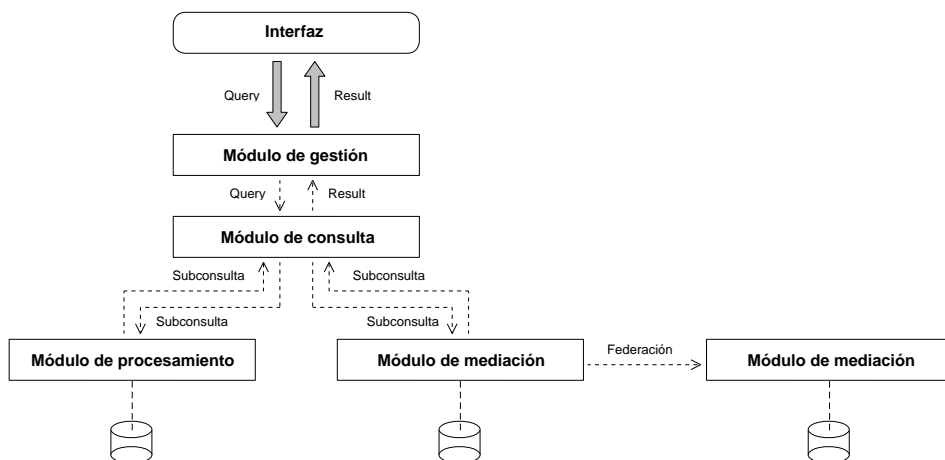 Interfaz
Query
Result
Módulo de gestión
Query
Result
Módulo de consulta
Subconsulta
Subconsulta
Subconsulta
Subconsulta
Módulo de procesamiento
Módulo de mediación
Federación
Módulo de mediación